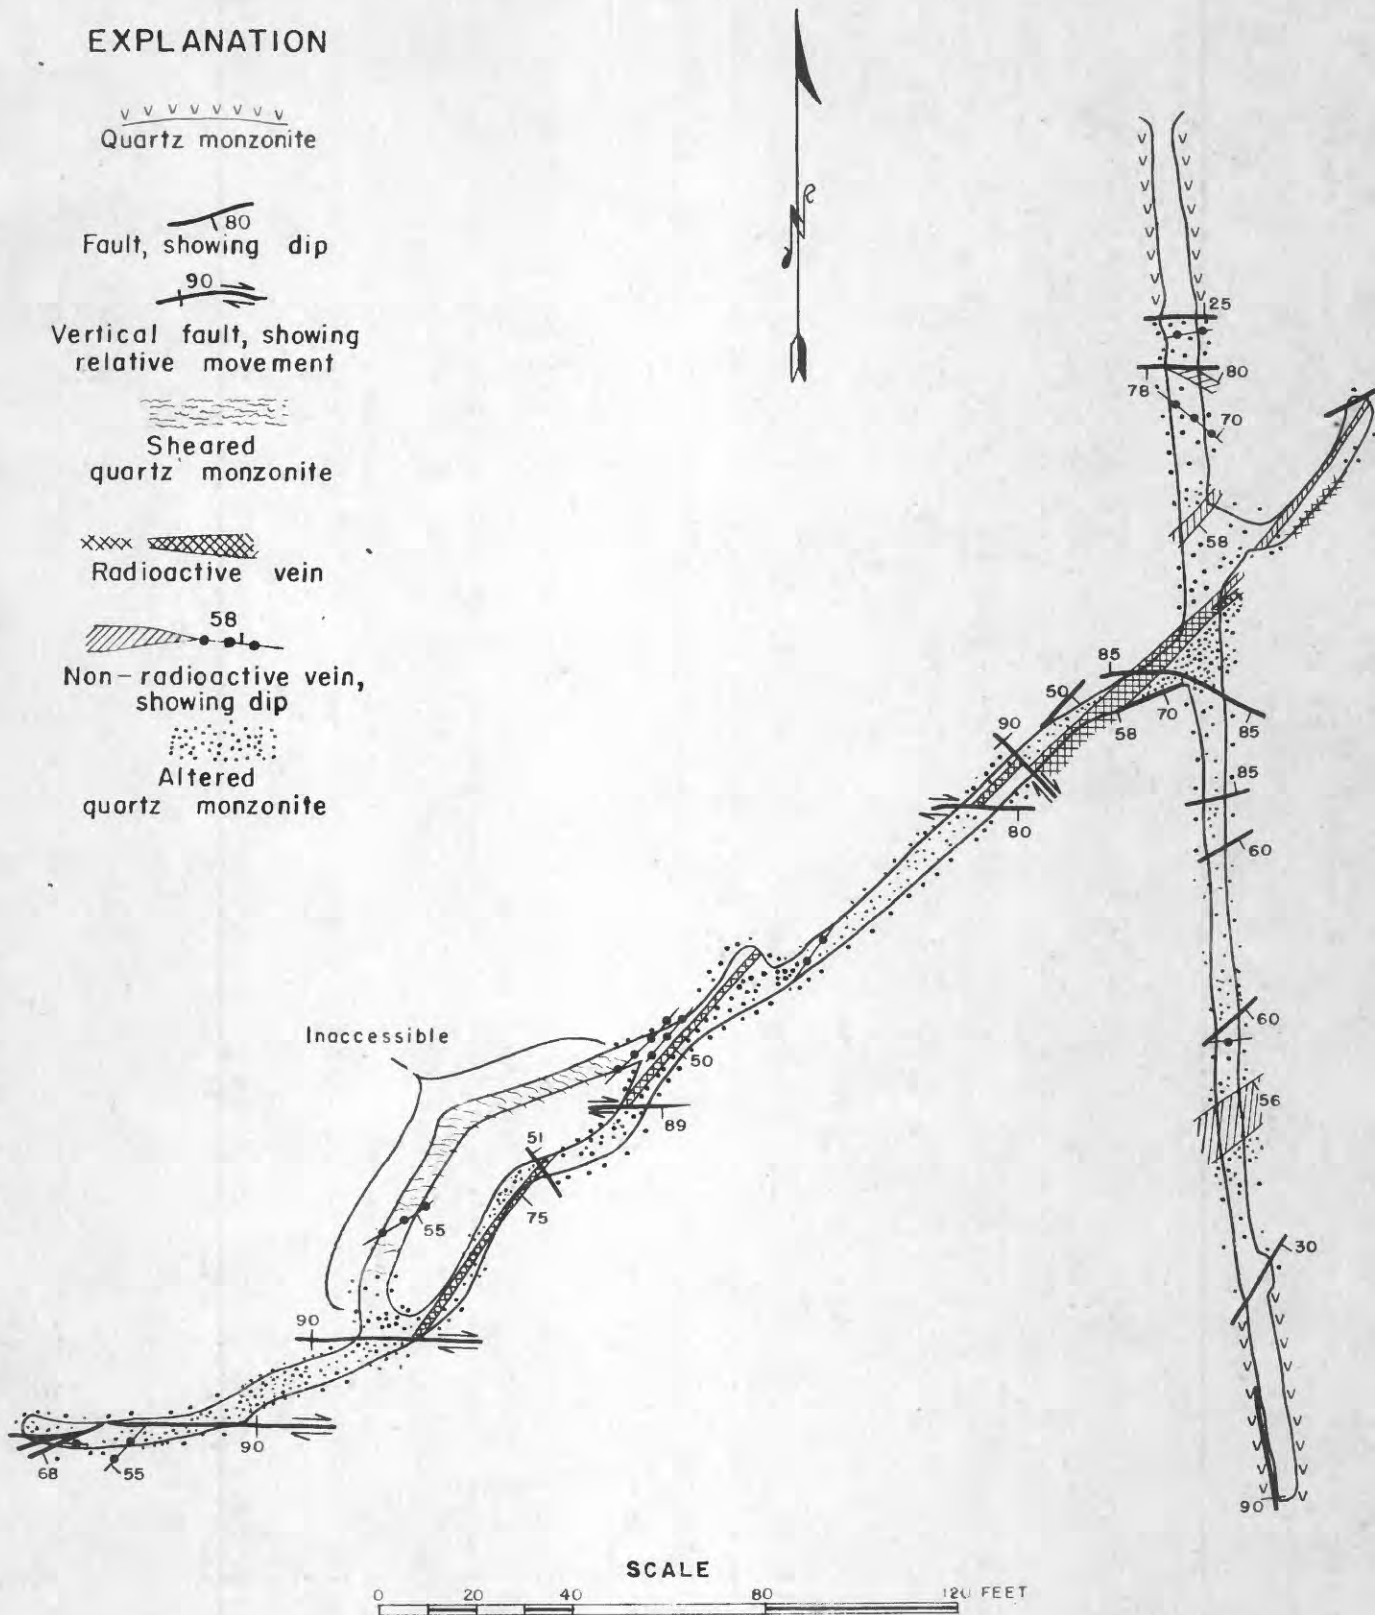 EXPLANATION
Quartz monzonite
80
Fault, showing dip
90
Vertical fault, showing
relative movement
Sheared
quartz monzonite
Radioactive vein
58
Non-radioactive vein,
showing dip
Altered
quartz monzonite
25
80
78
70
58
85
50
90
58
70
85
85
80
60
60
Inaccessible
50
56
89
51
75
55
30
90
90
68
55
90
SCALE
0 20 40 80 120 FEET